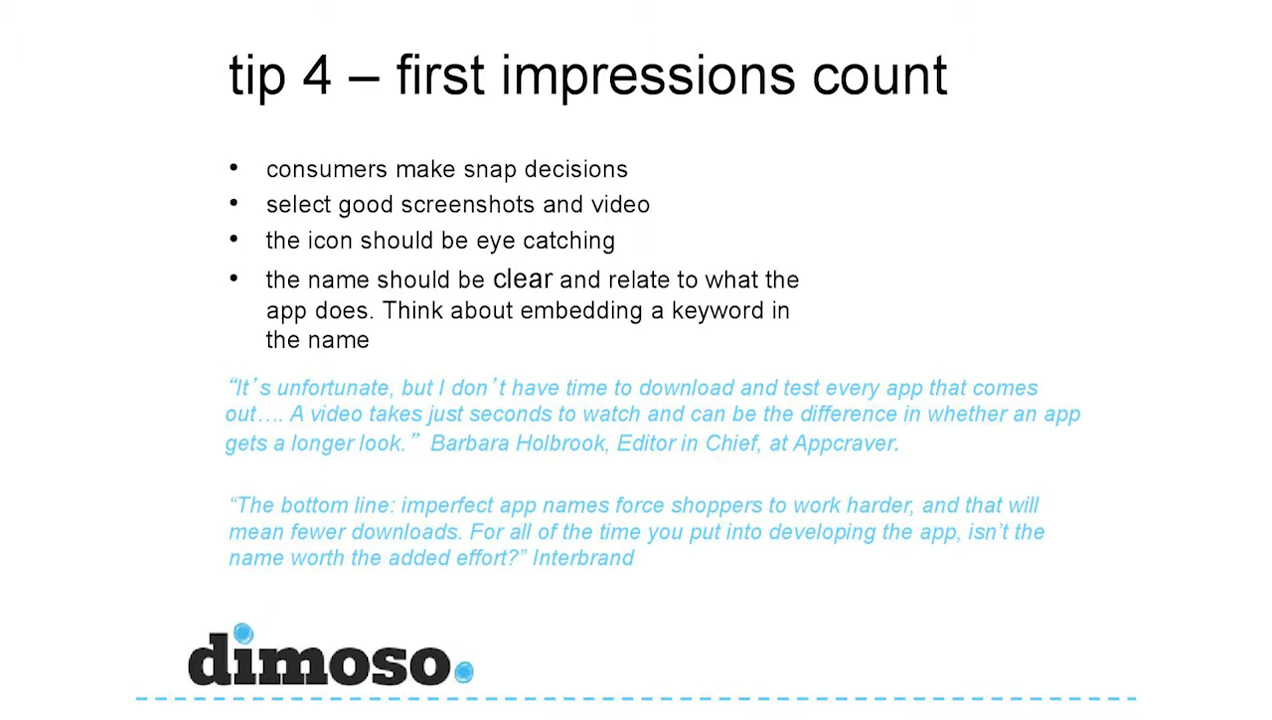 tip 4 – first impressions count
• consumers make snap decisions
• select good screenshots and video
• the icon should be eye catching
• the name should be clear and relate to what the
app does. Think about embedding a keyword in
the name
“It’s unfortunate, but I don’t have time to download and test every app that comes
out…. A video takes just seconds to watch and can be the difference in whether an app
gets a longer look.” Barbara Holbrook, Editor in Chief, at Appcraver.
“The bottom line: imperfect app names force shoppers to work harder, and that will
mean fewer downloads. For all of the time you put into developing the app, isn’t the
name worth the added effort?” Interbrand
dimoso.